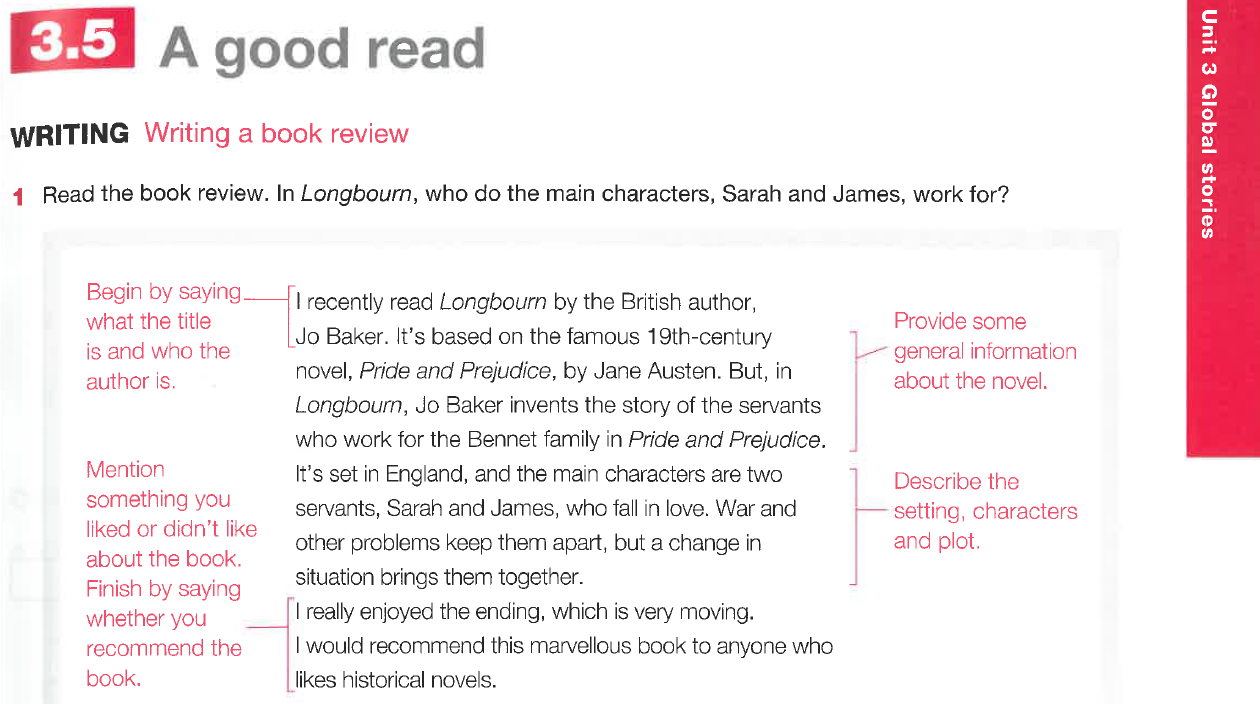 3.5 A good read
WRITING Writing a book review
1 Read the book review. In Longbourn, who do the main characters, Sarah and James, work for?
Begin by saying
what the title
is and who the
author is.
Mention
something you
liked or didn't like
about the book.
Finish by saying
whether you
recommend the
book.
I recently read Longbourn by the British author,
Jo Baker. It's based on the famous 19th-century
novel, Pride and Prejudice, by Jane Austen. But, in
Longbourn, Jo Baker invents the story of the servants
who work for the Bennet family in Pride and Prejudice.
It's set in England, and the main characters are two
servants, Sarah and James, who fall in love. War and
other problems keep them apart, but a change in
situation brings them together.
I really enjoyed the ending, which is very moving.
I would recommend this marvellous book to anyone who
likes historical novels.
Provide some
general information
about the novel.
Describe the
setting, characters
and plot.
Unit 3 Global stories